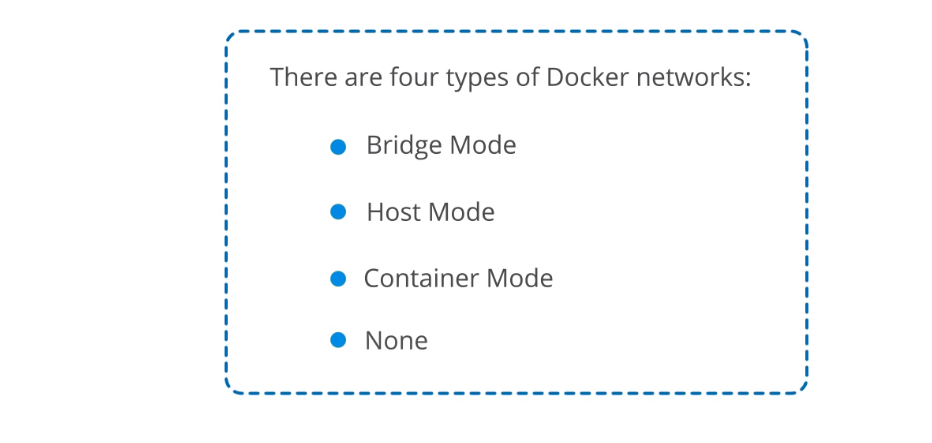 There are four types of Docker networks:
Bridge Mode
Host Mode
Container Mode
None